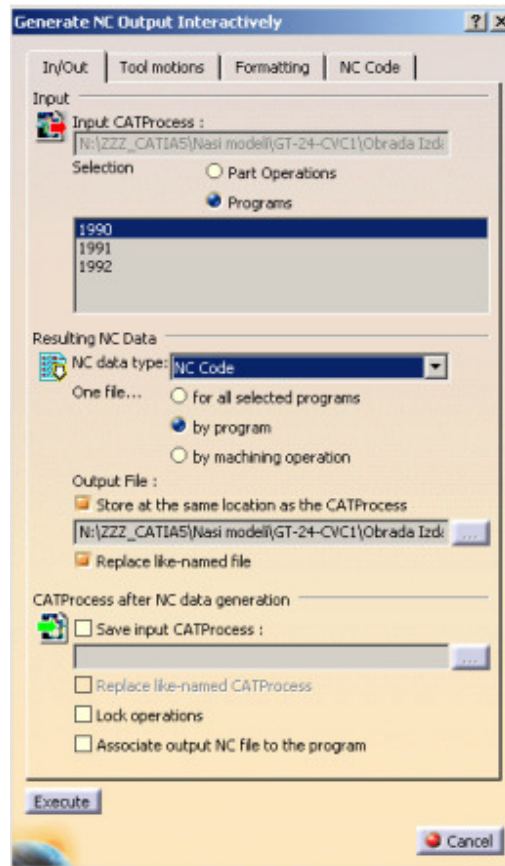 Generate NC Output Interactively
In/Out Tool motions Formatting NC Code
Input
Input CATProcess :
N:\ZZZ_CATIA5\Nasi modeli\GT-24-CVC1\Obrada Izda
Selection Part Operations
Programs
1990
1991
1992
Resulting NC Data
NC data type: NC Code
One file... for all selected programs
by program
by machining operation
Output File :
Store at the same location as the CATProcess
N:\ZZZ_CATIA5\Nasi modeli\GT-24-CVC1\Obrada Izda ...
Replace like-named file
CATProcess after NC data generation
Save input CATProcess :
...
Replace like-named CATProcess
Lock operations
Associate output NC file to the program
Execute
Cancel